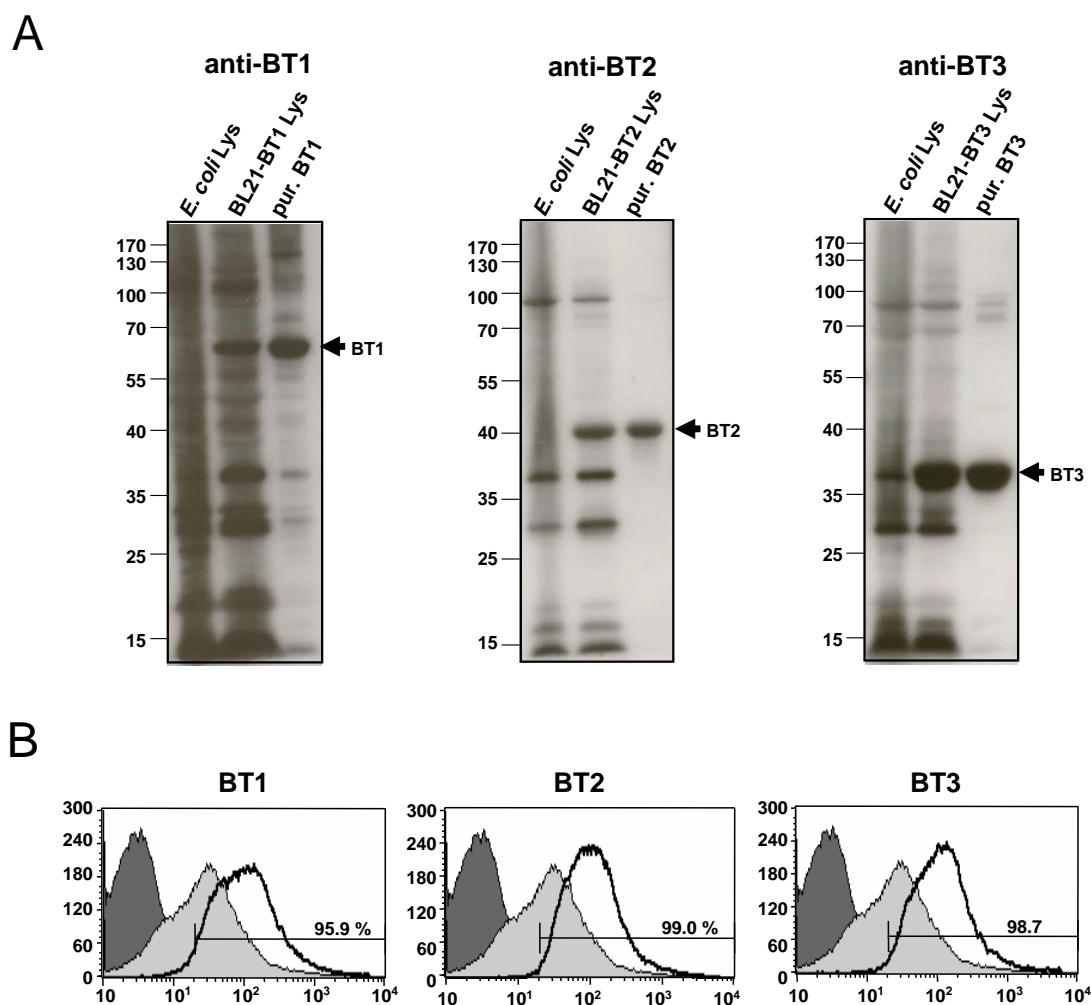 A
anti-BT1
E. coli Lys
BL21-BT1 Lys
pur. BT1
170
130
100
70
55
40
35
25
15
BT1
anti-BT2
E. coli Lys
BL21-BT2 Lys
pur. BT2
170
130
100
70
55
40
35
25
15
BT2
anti-BT3
E. coli Lys
BL21-BT3 Lys
pur. BT3
170
130
100
70
55
40
35
25
15
BT3
B
BT1
300
240
180
120
60
0
95.9 %
10 10¹ 10² 10³ 10⁴
BT2
300
240
180
120
60
0
99.0 %
10 10¹ 10² 10³ 10⁴
BT3
300
240
180
120
60
0
98.7
10 10¹ 10² 10³ 10⁴